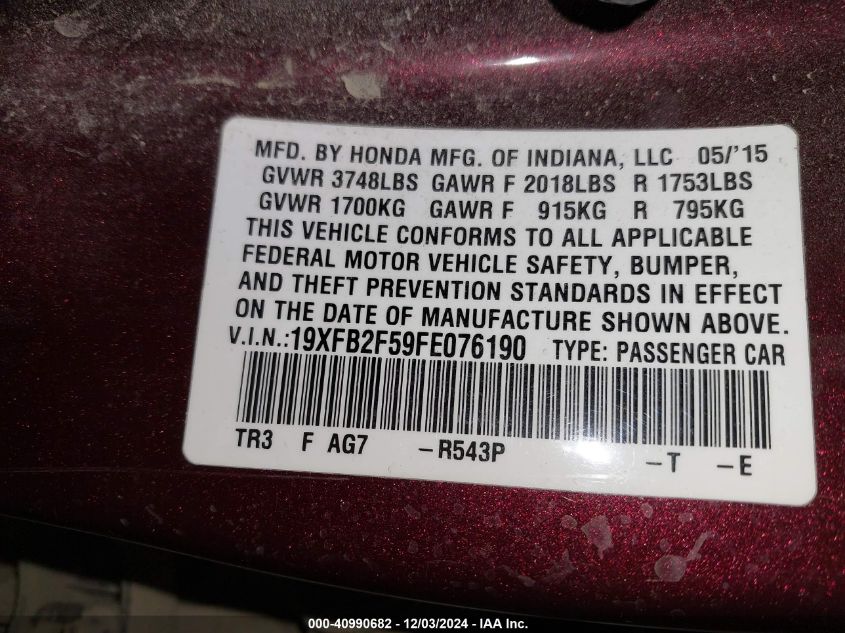 MFD. BY HONDA MFG. OF INDIANA, LLC 05/'15
GVWR 3748LBS GAWR F 2018LBS R 1753LBS
GVWR 1700KG GAWR F 915KG R 795KG
THIS VEHICLE CONFORMS TO ALL APPLICABLE
FEDERAL MOTOR VEHICLE SAFETY, BUMPER,
AND THEFT PREVENTION STANDARDS IN EFFECT
ON THE DATE OF MANUFACTURE SHOWN ABOVE.
V.I.N.:19XFB2F59FE076190 TYPE: PASSENGER CAR
TR3 F AG7 -R543P -T -E
000-40990682 - 12/03/2024 - IAA Inc.